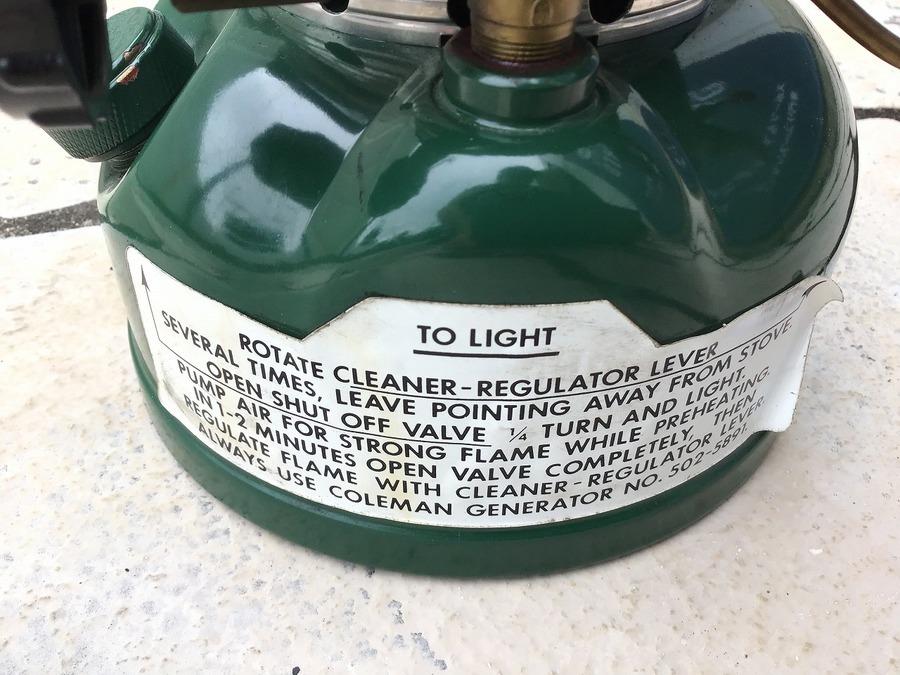 TO LIGHT
ROTATE CLEANER-REGULATOR LEVER
SEVERAL TIMES, LEAVE POINTING AWAY FROM STOVE.
OPEN SHUT OFF VALVE ¼ TURN AND LIGHT.
PUMP AIR FOR STRONG FLAME WHILE PREHEATING.
IN 1-2 MINUTES OPEN VALVE COMPLETELY, THEN
REGULATE FLAME WITH CLEANER-REGULATOR LEVER.
ALWAYS USE COLEMAN GENERATOR NO. 502-5891.